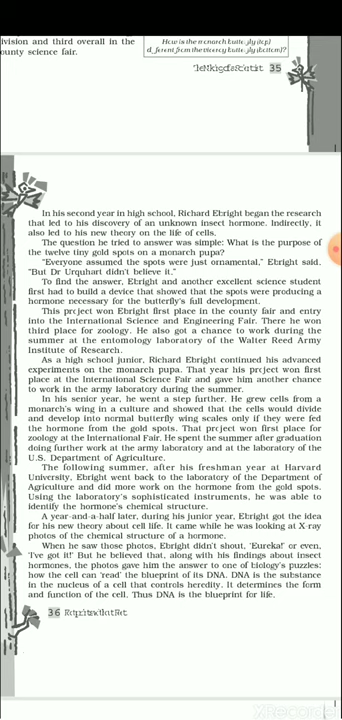 ivision and third overall in the
ounty science fair.
How is the monarch butterfly (top)
different from the viceroy butterfly (bottom)?
35
In his second year in high school, Richard Ebright began the research
that led to his discovery of an unknown insect hormone. Indirectly, it
also led to his new theory on the life of cells.
The question he tried to answer was simple: What is the purpose of
the twelve tiny gold spots on a monarch pupa?
"Everyone assumed the spots were just ornamental," Ebright said.
"But Dr Urquhart didn't believe it."
To find the answer, Ebright and another excellent science student
first had to build a device that showed that the spots were producing a
hormone necessary for the butterfly's full development.
This project won Ebright first place in the county fair and entry
into the International Science and Engineering Fair. There he won
third place for zoology. He also got a chance to work during the
summer at the entomology laboratory of the Walter Reed Army
Institute of Research.
As a high school junior, Richard Ebright continued his advanced
experiments on the monarch pupa. That year his project won first
place at the International Science Fair and gave him another chance
to work in the army laboratory during the summer.
In his senior year, he went a step further. He grew cells from a
monarch's wing in a culture and showed that the cells would divide
and develop into normal butterfly wing scales only if they were fed
the hormone from the gold spots. That project won first place for
zoology at the International Fair. He spent the summer after graduation
doing further work at the army laboratory and at the laboratory of the
U.S. Department of Agriculture.
The following summer, after his freshman year at Harvard
University, Ebright went back to the laboratory of the Department of
Agriculture and did more work on the hormone from the gold spots.
Using the laboratory's sophisticated instruments, he was able to
identify the hormone's chemical structure.
A year-and-a-half later, during his junior year, Ebright got the idea
for his new theory about cell life. It came while he was looking at X-ray
photos of the chemical structure of a hormone.
When he saw those photos, Ebright didn't shout, 'Eureka!' or even,
'I've got it!' But he believed that, along with his findings about insect
hormones, the photos gave him the answer to one of biology's puzzles:
how the cell can 'read' the blueprint of its DNA. DNA is the substance
in the nucleus of a cell that controls heredity. It determines the form
and function of the cell. Thus DNA is the blueprint for life.
36